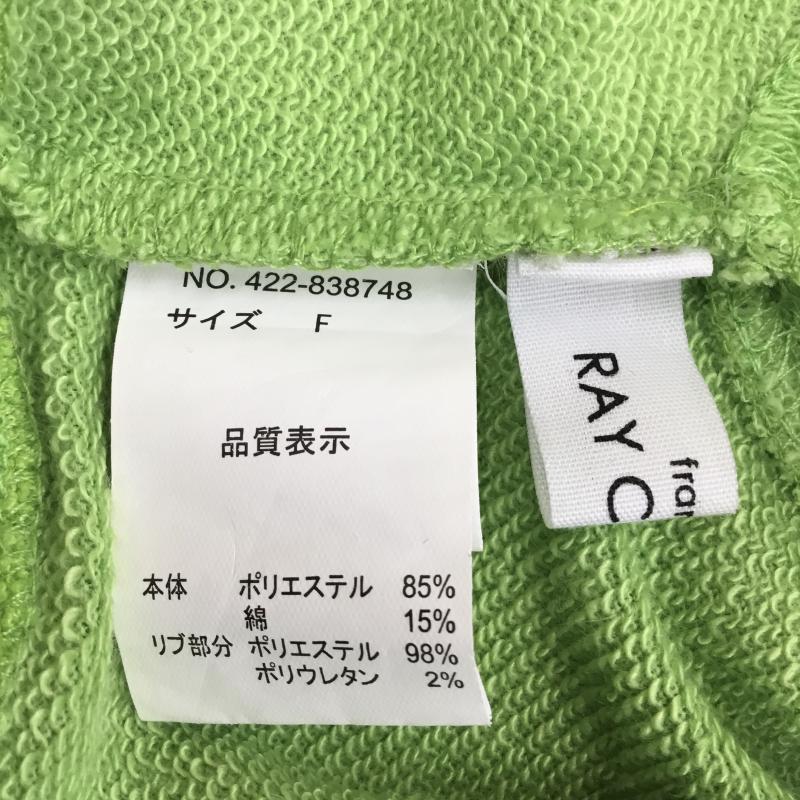 NO. 422-838748
サイズ F
品質表示
本体 ポリエステル 85%
綿 15%
リブ部分 ポリエステル 98%
ポリウレタン 2%
RAY C
fra